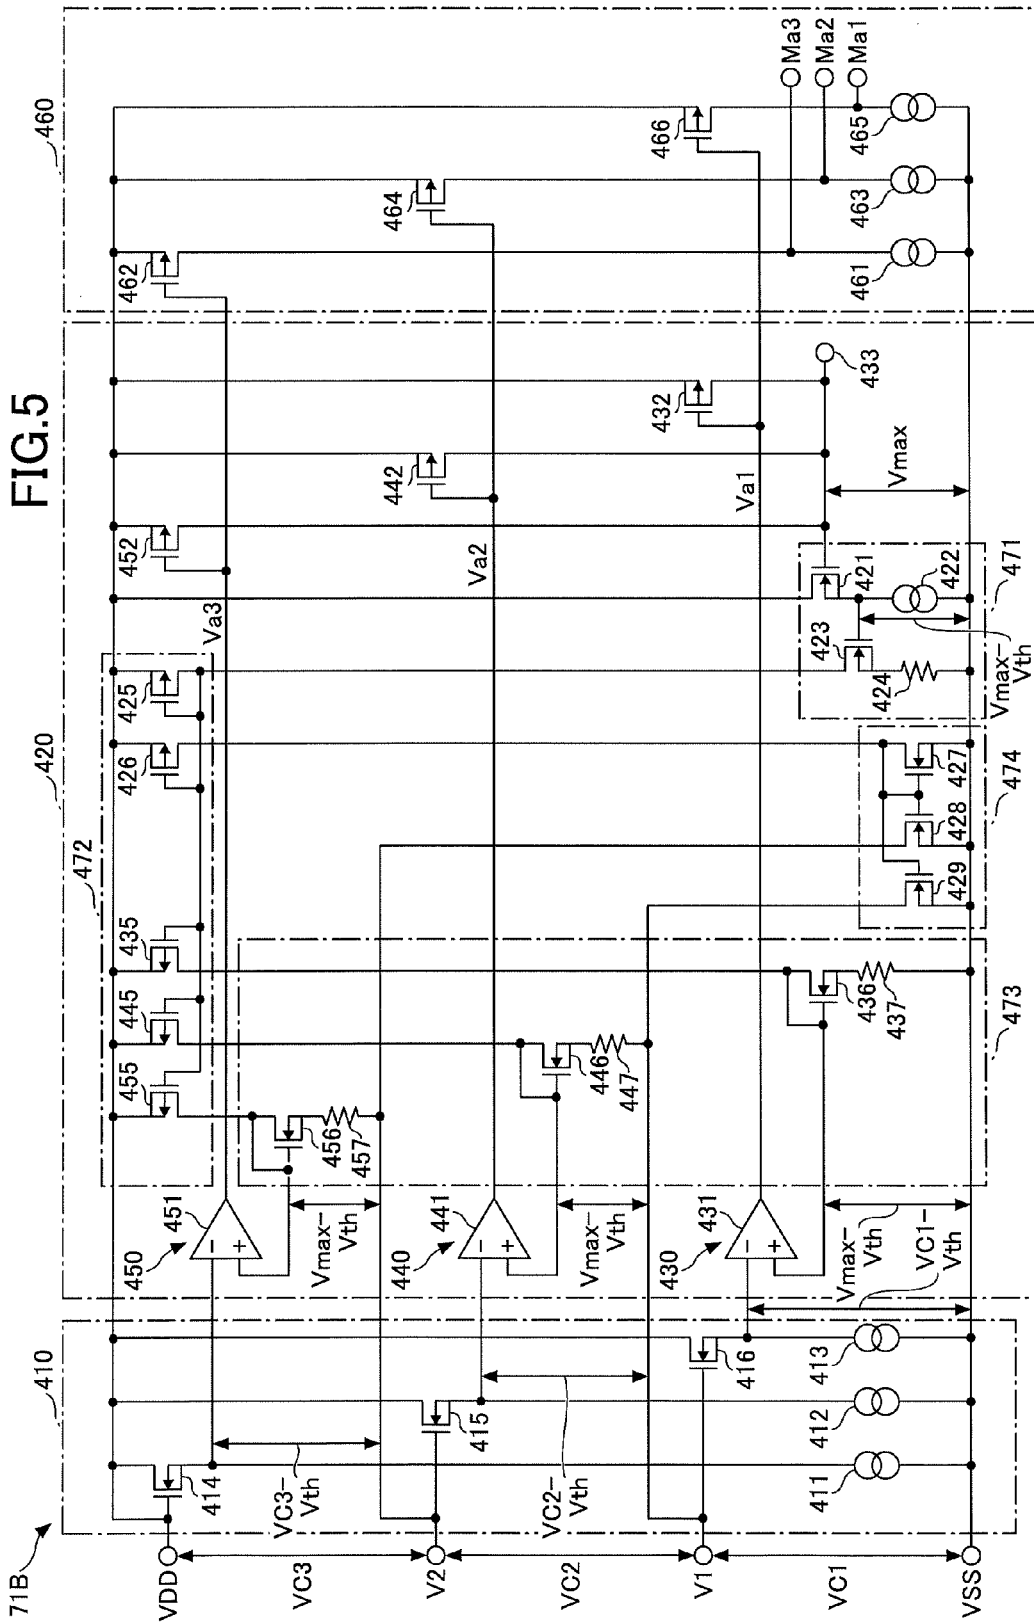 FIG.5
71B
410
420
460
VDD
VC3
V2
VC2
V1
VC1
VSS
414
415
416
411
412
413
VC3-
Vth
VC2-
Vth
VC1-
Vth
Vmax-
Vth
450
451
440
441
430
431
Vmax-
Vth
Vmax-
Vth
455
445
435
472
426
425
456
457
446
447
436
437
473
429
428
427
474
423
424
421
422
471
Vmax-
Vth
Vmax
Va3
Va2
Va1
452
442
432
433
462
464
466
461
463
465
Ma3
Ma2
Ma1